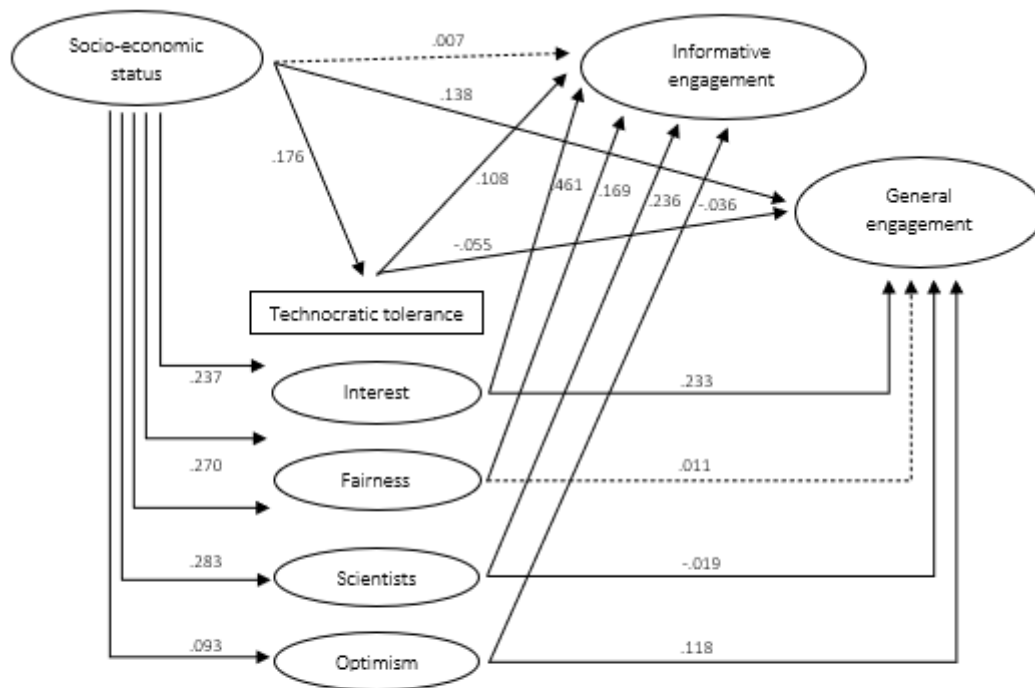 Socio-economic
status
.007
Informative
engagement
.138
.176
.108
.461
.169
.236
-.036
General
engagement
-.055
Technocratic tolerance
.237
Interest
.233
.270
Fairness
.011
.283
Scientists
-.019
.093
Optimism
.118